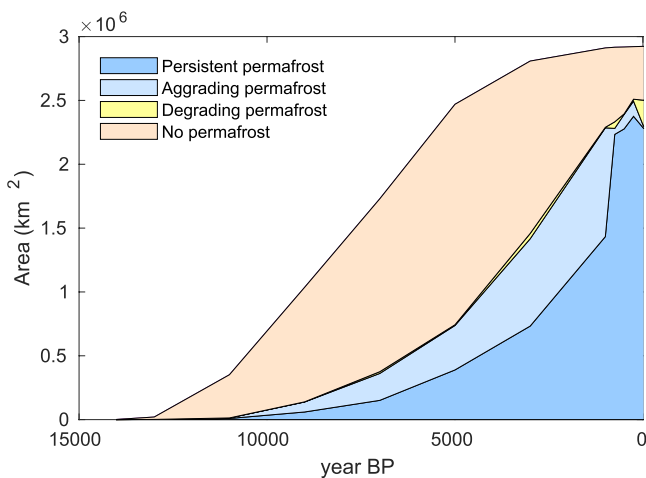 × 10^6
3
Persistent permafrost
Aggrading permafrost
2.5
Degrading permafrost
No permafrost
2
Area (km^2)
1.5
1
0.5
0
15000 10000 5000 0
year BP